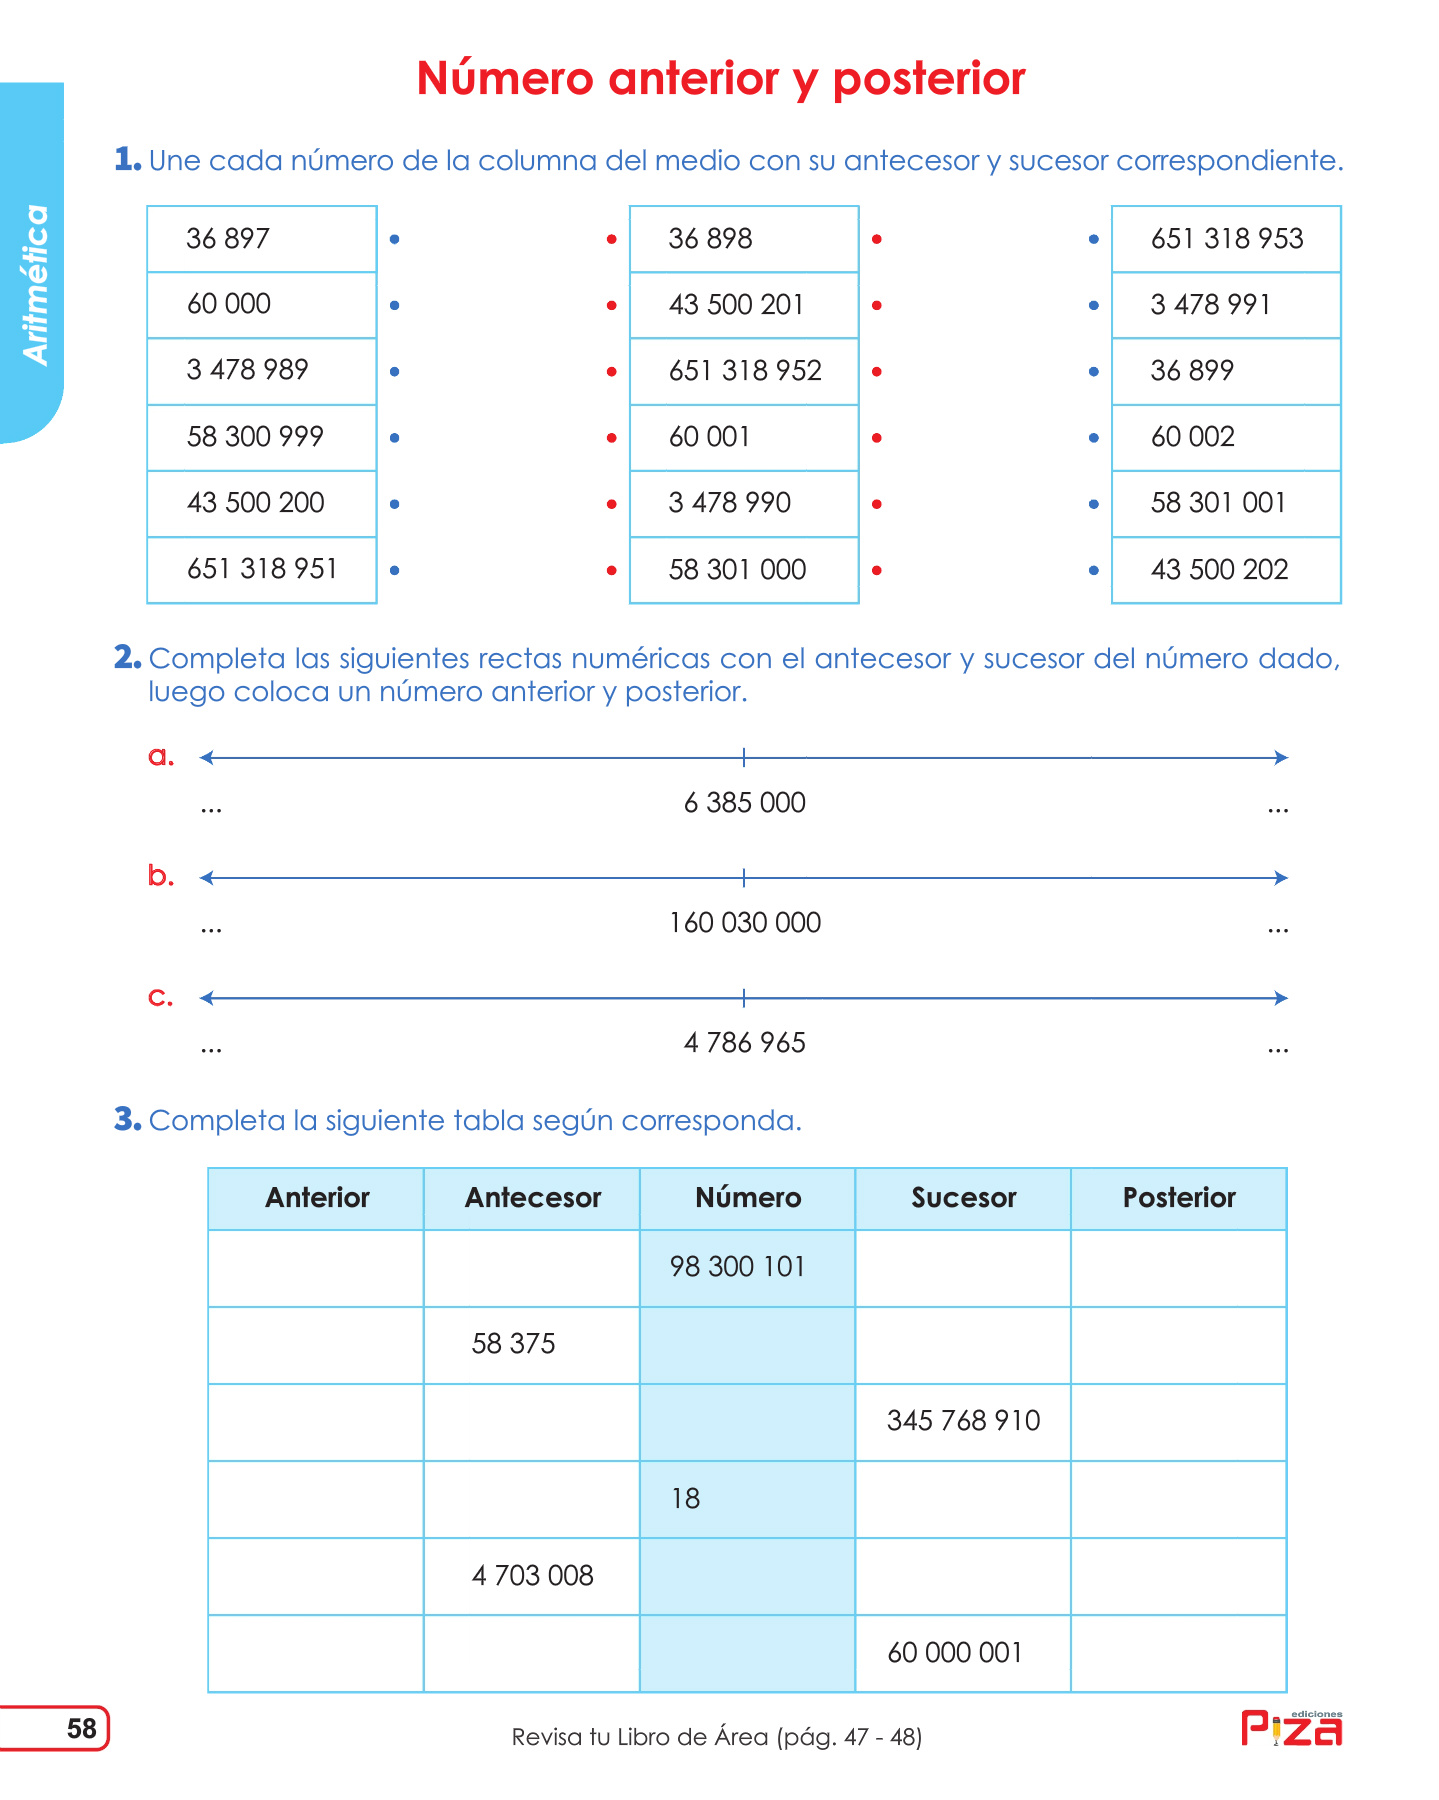 Número anterior y posterior
Aritmética
1. Une cada número de la columna del medio con su antecesor y sucesor correspondiente.
36 897 • • 36 898 • • 651 318 953
60 000 • • 43 500 201 • • 3 478 991
3 478 989 • • 651 318 952 • • 36 899
58 300 999 • • 60 001 • • 60 002
43 500 200 • • 3 478 990 • • 58 301 001
651 318 951 • • 58 301 000 • • 43 500 202
2. Completa las siguientes rectas numéricas con el antecesor y sucesor del número dado,
luego coloca un número anterior y posterior.
a.
... 6 385 000 ...
b.
... 160 030 000 ...
c.
... 4 786 965 ...
3. Completa la siguiente tabla según corresponda.
Anterior Antecesor Número Sucesor Posterior
98 300 101
58 375
345 768 910
18
4 703 008
60 000 001
58
Revisa tu Libro de Área (pág. 47 - 48)
ediciones
Piza